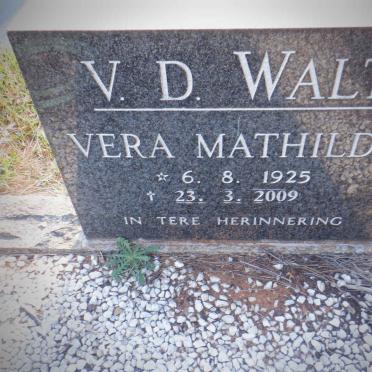 V. D. WALT
VERA MATHILD
☆ 6. 8. 1925
✝ 23. 3. 2009
IN TERE HERINNERING